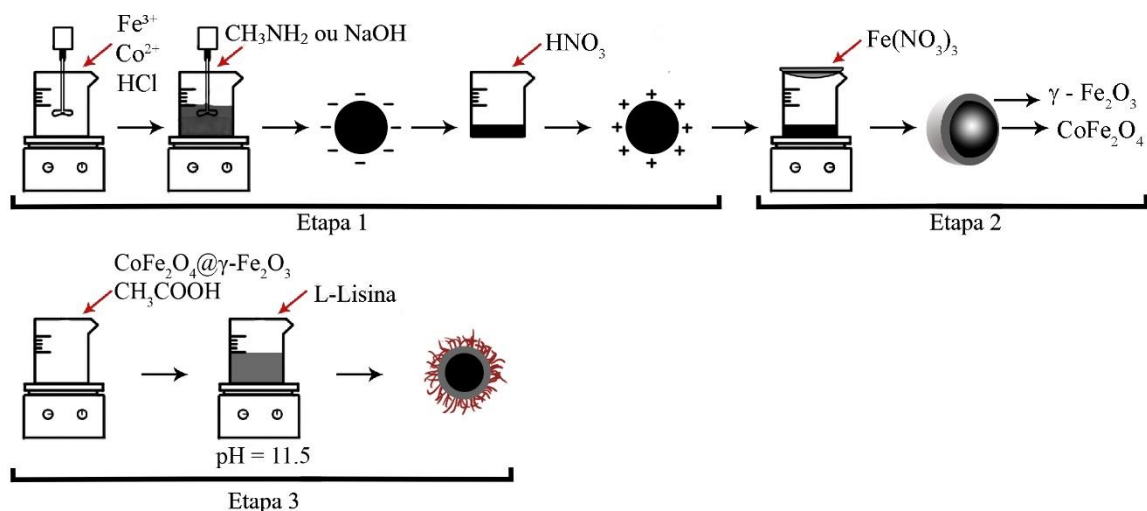 Fe³⁺
Co²⁺
HCl
CH₃NH₂ ou NaOH
HNO₃
Fe(NO₃)₃
γ - Fe₂O₃
CoFe₂O₄
Etapa 1
Etapa 2
CoFe₂O₄@γ-Fe₂O₃
CH₃COOH
L-Lisina
pH = 11.5
Etapa 3